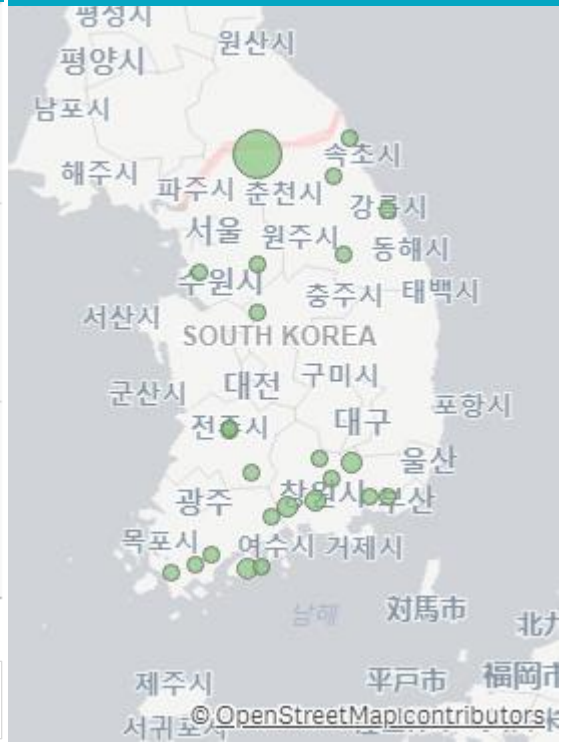 평성시
원산시
평양시
남포시
해주시
속초시
파주시
춘천시
강릉시
서울
원주시
동해시
수원시
충주시
태백시
서산시
SOUTH KOREA
대전
구미시
군산시
포항시
전주시
대구
울산
창원시
부산
광주
목포시
여수시
거제시
남해
対馬市
北九
제주시
平戸市
福岡市
서귀포시
© OpenStreetMap contributors